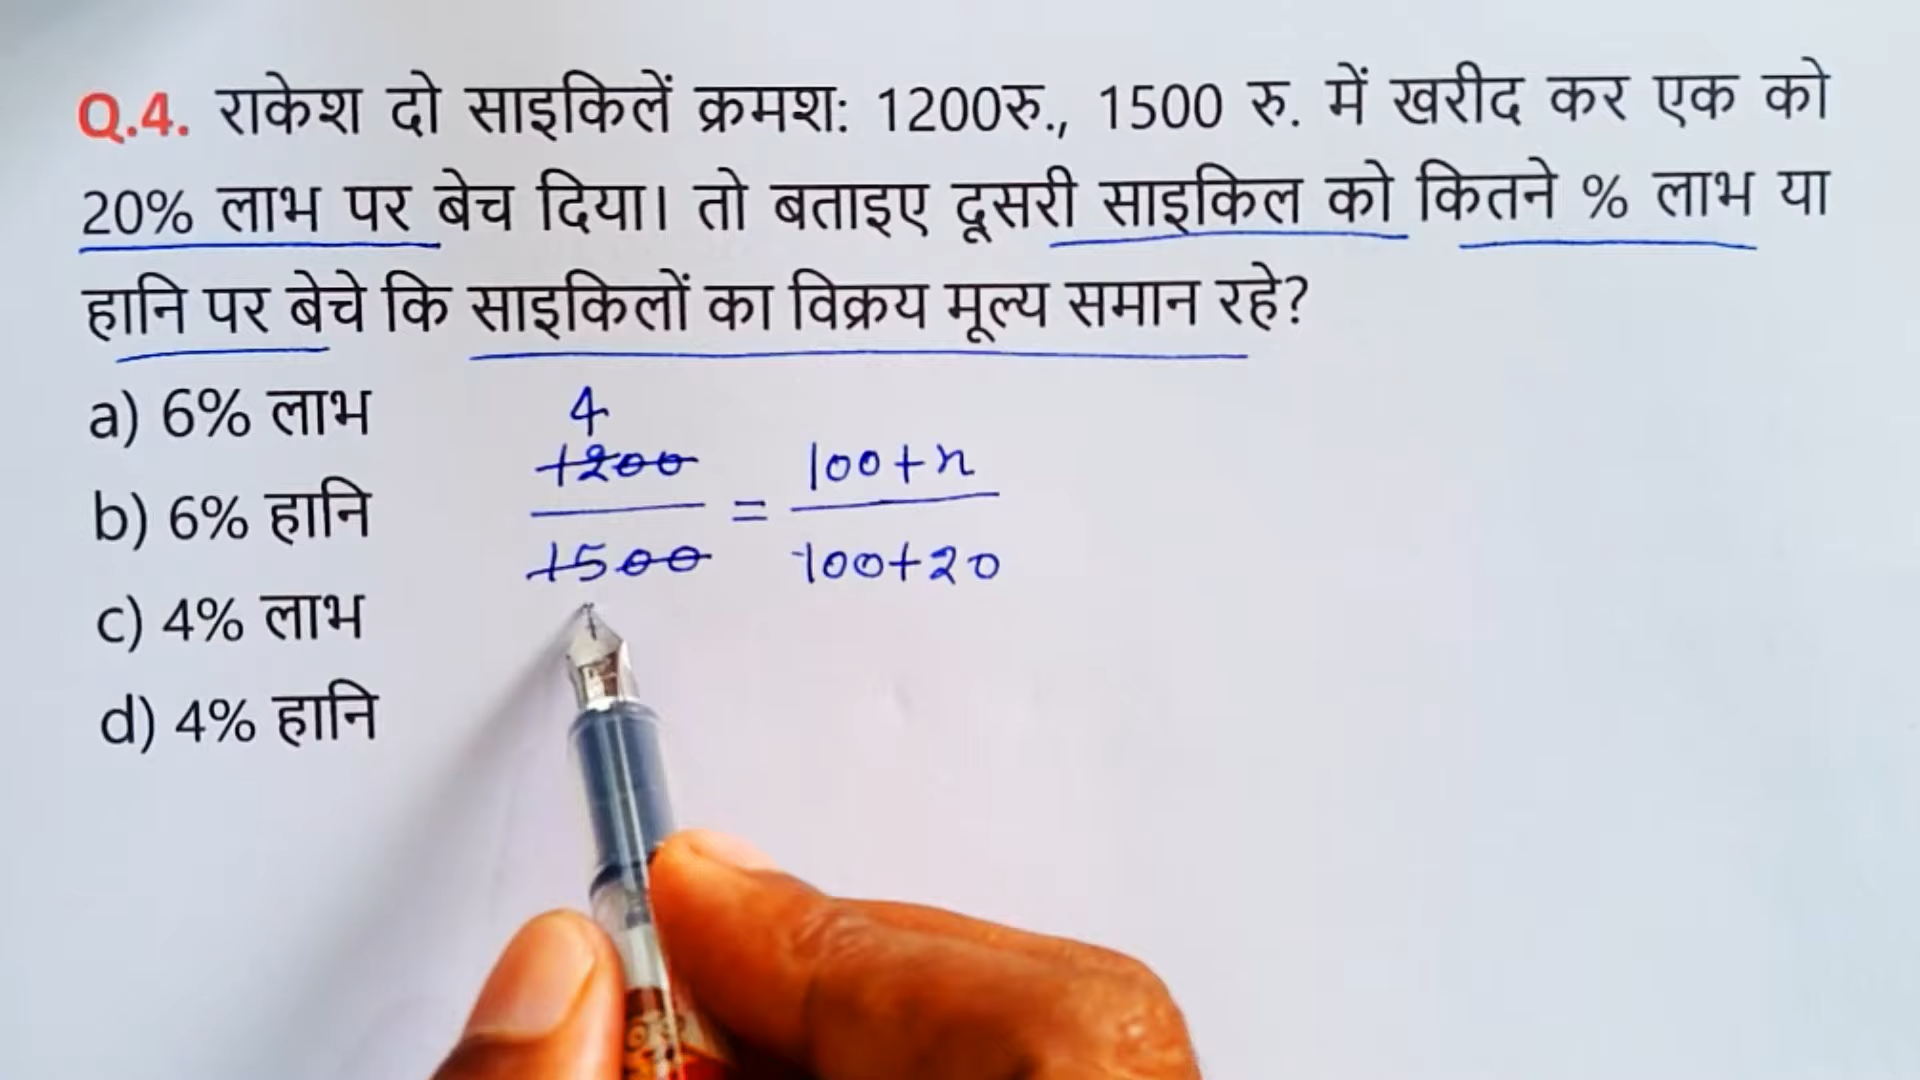 Q.4. राकेश दो साइकिलें क्रमश: 1200रु., 1500 रु. में खरीद कर एक को
20% लाभ पर बेच दिया। तो बताइए दूसरी साइकिल को कितने % लाभ या
हानि पर बेचे कि साइकिलों का विक्रय मूल्य समान रहे?
a) 6% लाभ
b) 6% हानि
c) 4% लाभ
d) 4% हानि
4
1200
1500
=
100+x
100+20